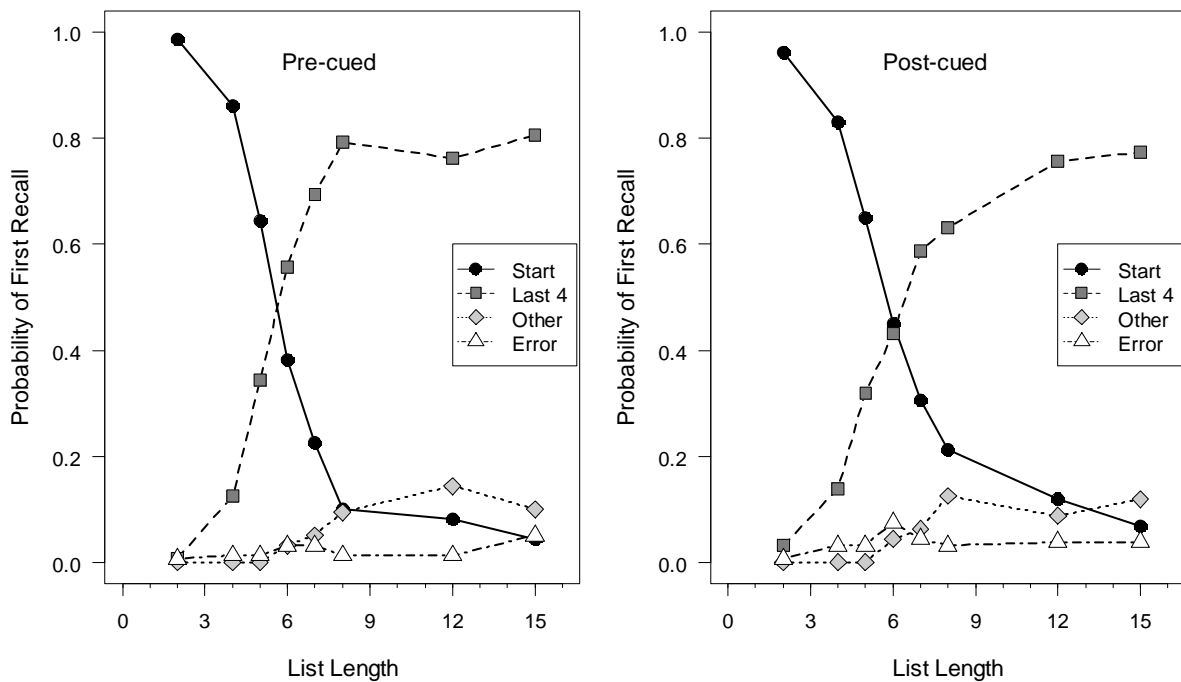 Pre-cued
Probability of First Recall
1.0
0.8
0.6
0.4
0.2
0.0
Start
Last 4
Other
Error
0 3 6 9 12 15
List Length
Post-cued
Probability of First Recall
1.0
0.8
0.6
0.4
0.2
0.0
Start
Last 4
Other
Error
0 3 6 9 12 15
List Length